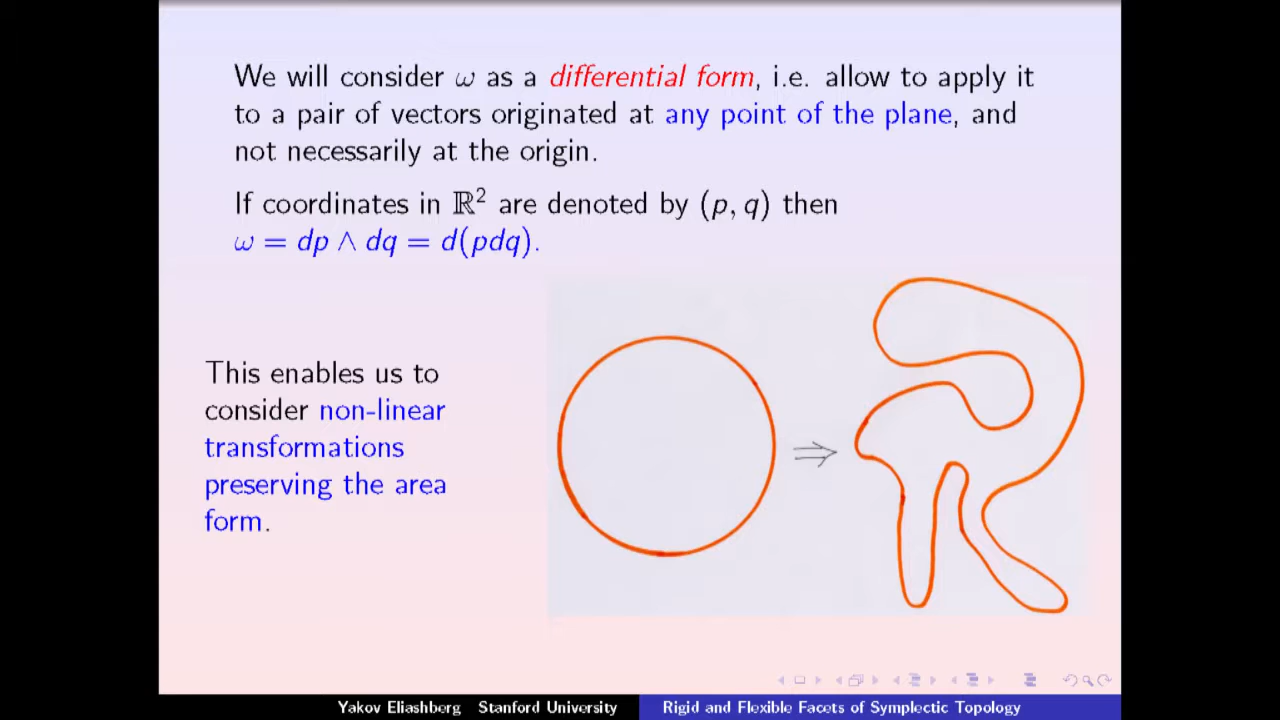 We will consider ω as a differential form, i.e. allow to apply it
to a pair of vectors originated at any point of the plane, and
not necessarily at the origin.
If coordinates in ℝ² are denoted by (p, q) then
ω = dp ∧ dq = d(pdq).
This enables us to
consider non-linear
transformations
preserving the area
form.
⇒
Yakov Eliashberg Stanford University
Rigid and Flexible Facets of Symplectic Topology